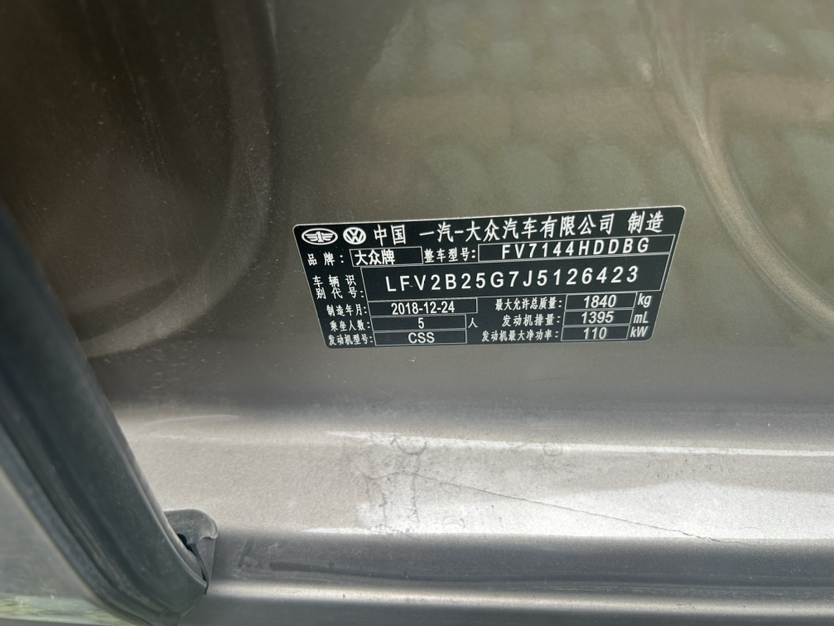 中国 一汽-大众汽车有限公司 制造
品牌: 大众牌 整车型号: FV7144HDDBG
车辆识别代号: LFV2B25G7J5126423
制造年月: 2018-12-24 最大允许总质量: 1840 kg
乘坐人数: 5 人 发动机排量: 1395 mL
发动机型号: CSS 发动机最大净功率: 110 kW